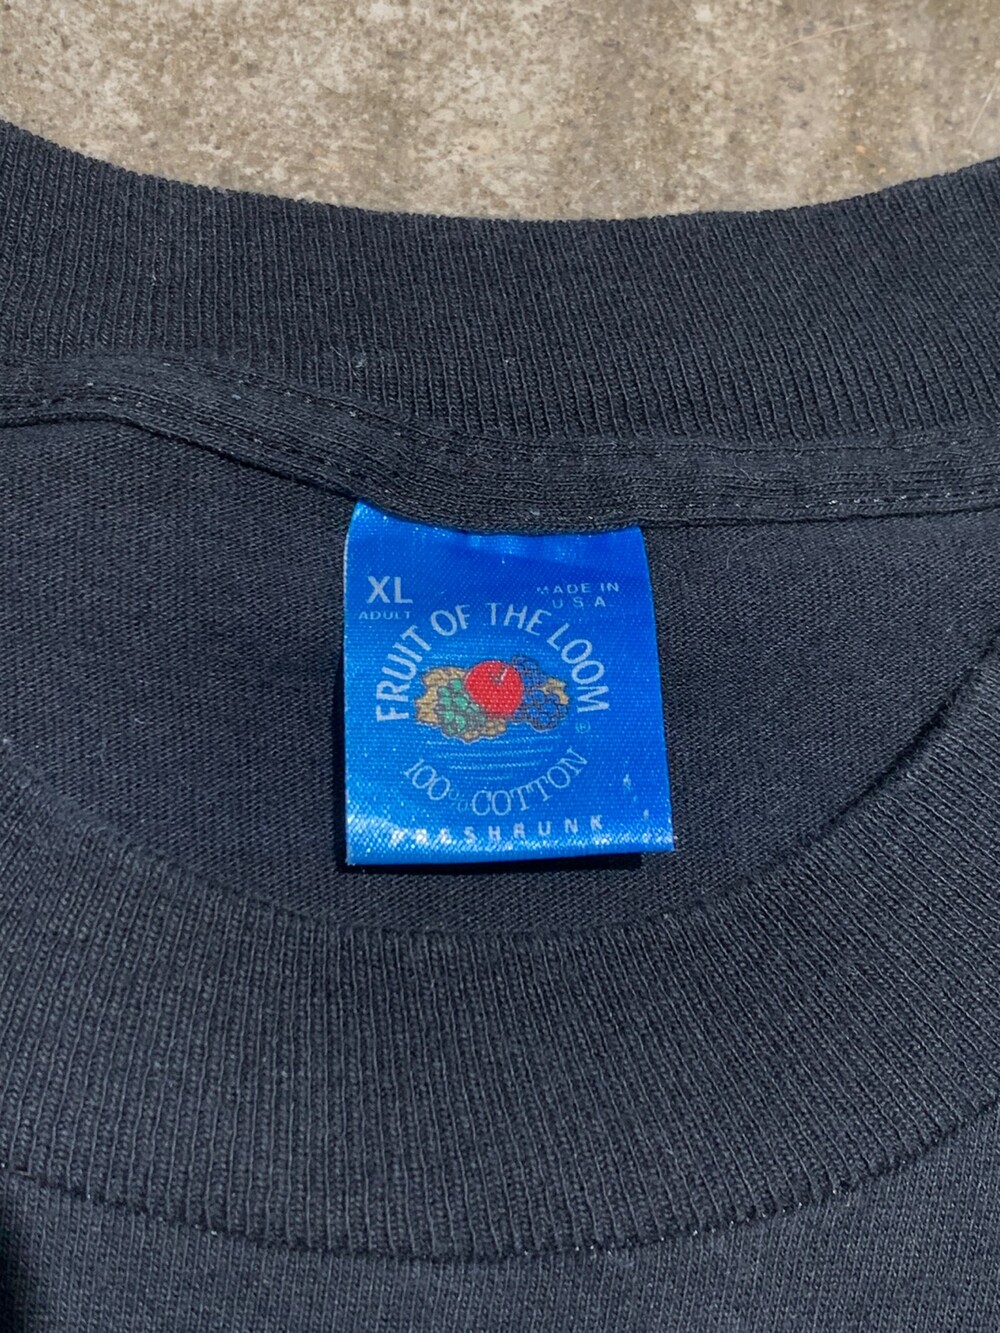 XL
ADULT
MADE IN
U S A
FRUIT OF THE LOOM
®
100% COTTON
PRESHRUNK